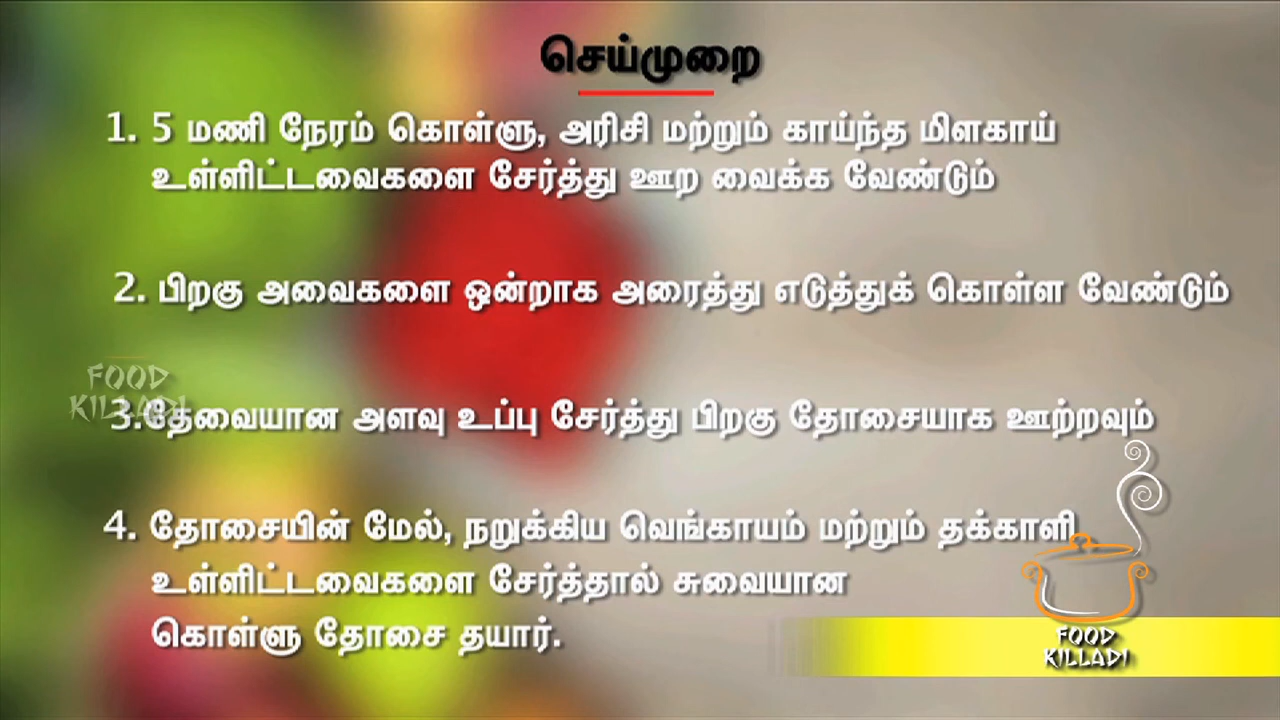 செய்முறை
1. 5 மணி நேரம் கொள்ளு, அரிசி மற்றும் காய்ந்த மிளகாய்
உள்ளிட்டவைகளை சேர்த்து ஊற வைக்க வேண்டும்
2. பிறகு அவைகளை ஒன்றாக அரைத்து எடுத்துக் கொள்ள வேண்டும்
FOOD
KILLADI
3.தேவையான அளவு உப்பு சேர்த்து பிறகு தோசையாக ஊற்றவும்
4. தோசையின் மேல், நறுக்கிய வெங்காயம் மற்றும் தக்காளி
உள்ளிட்டவைகளை சேர்த்தால் சுவையான
கொள்ளு தோசை தயார்.
FOOD
KILLADI